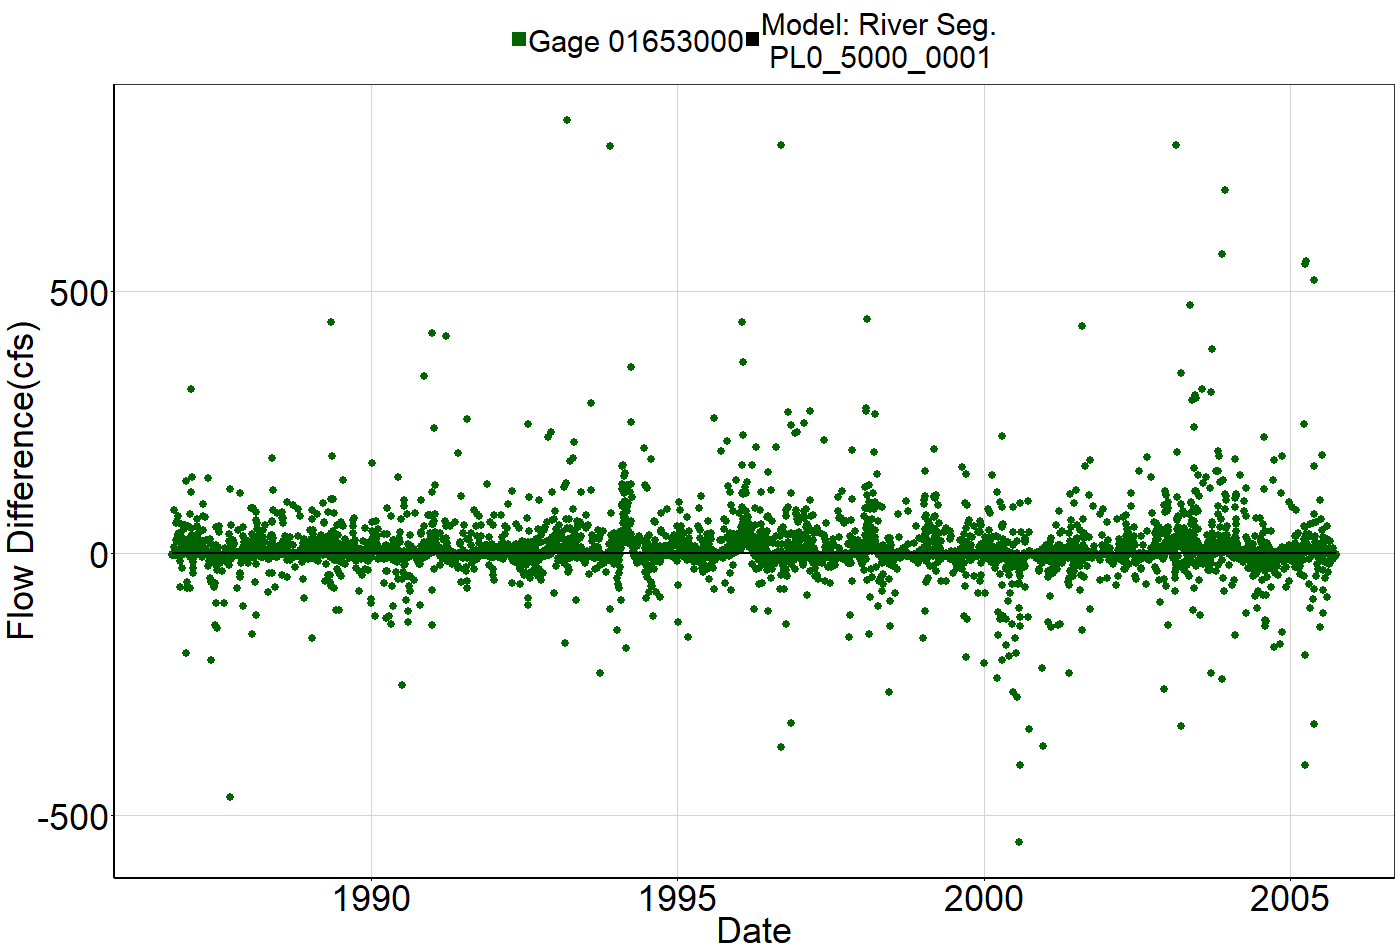 Gage 01653000
Model: River Seg.
PL0_5000_0001
Flow Difference(cfs)
500
0
-500
1990
1995
2000
2005
Date